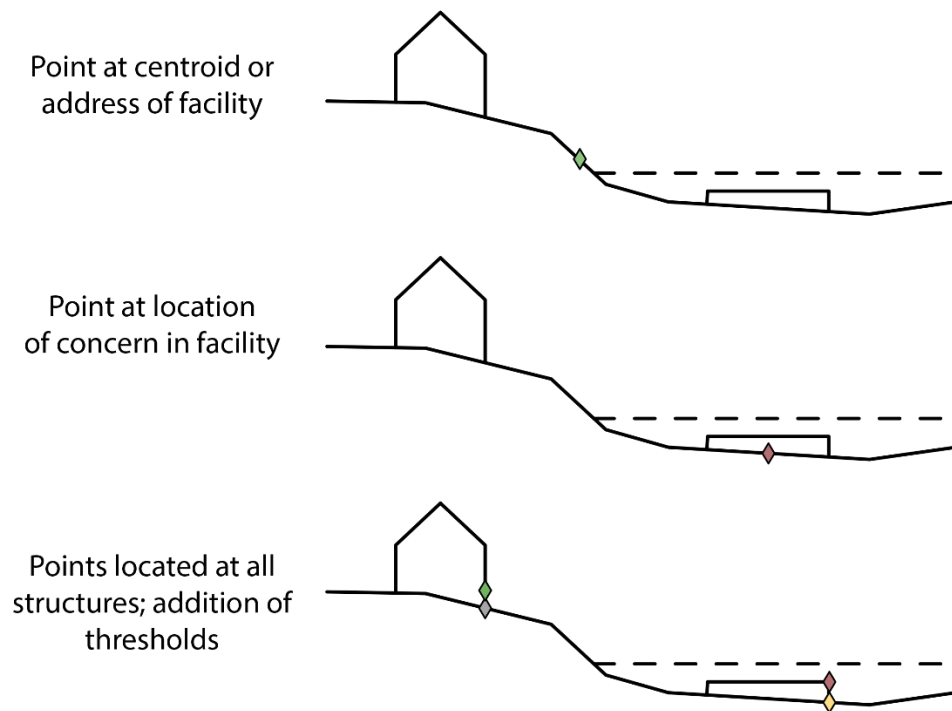 Point at centroid or
address of facility
Point at location
of concern in facility
Points located at all
structures; addition of
thresholds